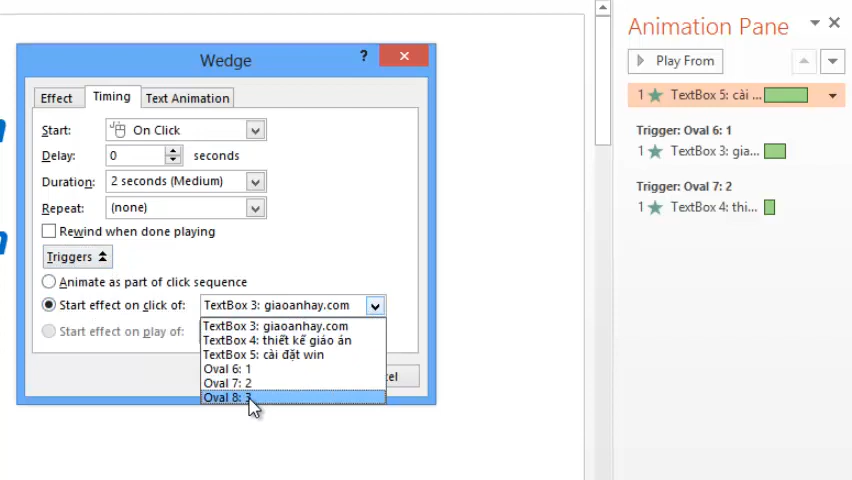 Wedge
?
Effect
Timing
Text Animation
Start:
On Click
Delay:
0
seconds
Duration:
2 seconds (Medium)
Repeat:
(none)
Rewind when done playing
Triggers
Animate as part of click sequence
Start effect on click of:
TextBox 3: giaoanhay.com
Start effect on play of:
TextBox 3: giaoanhay.com
TextBox 4: thiết kế giáo án
TextBox 5: cài đặt win
Oval 6: 1
Oval 7: 2
Oval 8: 3
Animation Pane
Play From
1 TextBox 5: cài ...
Trigger: Oval 6: 1
1 TextBox 3: gia...
Trigger: Oval 7: 2
1 TextBox 4: thi...